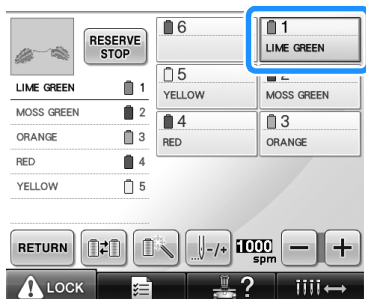 RESERVE
STOP
LIME GREEN 1
MOSS GREEN 2
ORANGE 3
RED 4
YELLOW 5
6
1
LIME GREEN
5
YELLOW
2
MOSS GREEN
4
RED
3
ORANGE
RETURN
-/+
1000
spm
− +
LOCK
?